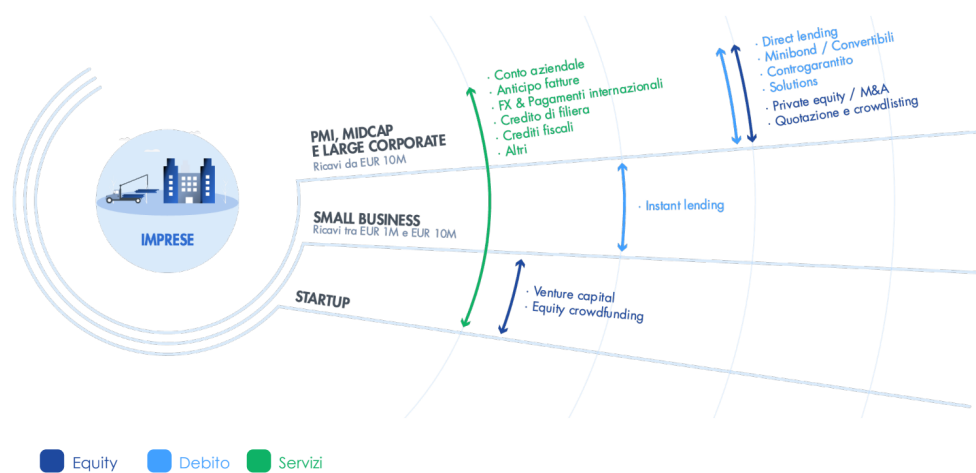 · Direct lending
· Minibond / Convertibili
· Controgarantito
· Solutions
· Private equity / M&A
· Quotazione e crowdlisting
· Conto aziendale
· Anticipo fatture
· FX & Pagamenti internazionali
· Credito di filiera
· Crediti fiscali
· Altri
PMI, MIDCAP
E LARGE CORPORATE
Ricavi da EUR 10M
IMPRESE
SMALL BUSINESS
Ricavi tra EUR 1M e EUR 10M
· Instant lending
STARTUP
· Venture capital
· Equity crowdfunding
Equity
Debito
Servizi